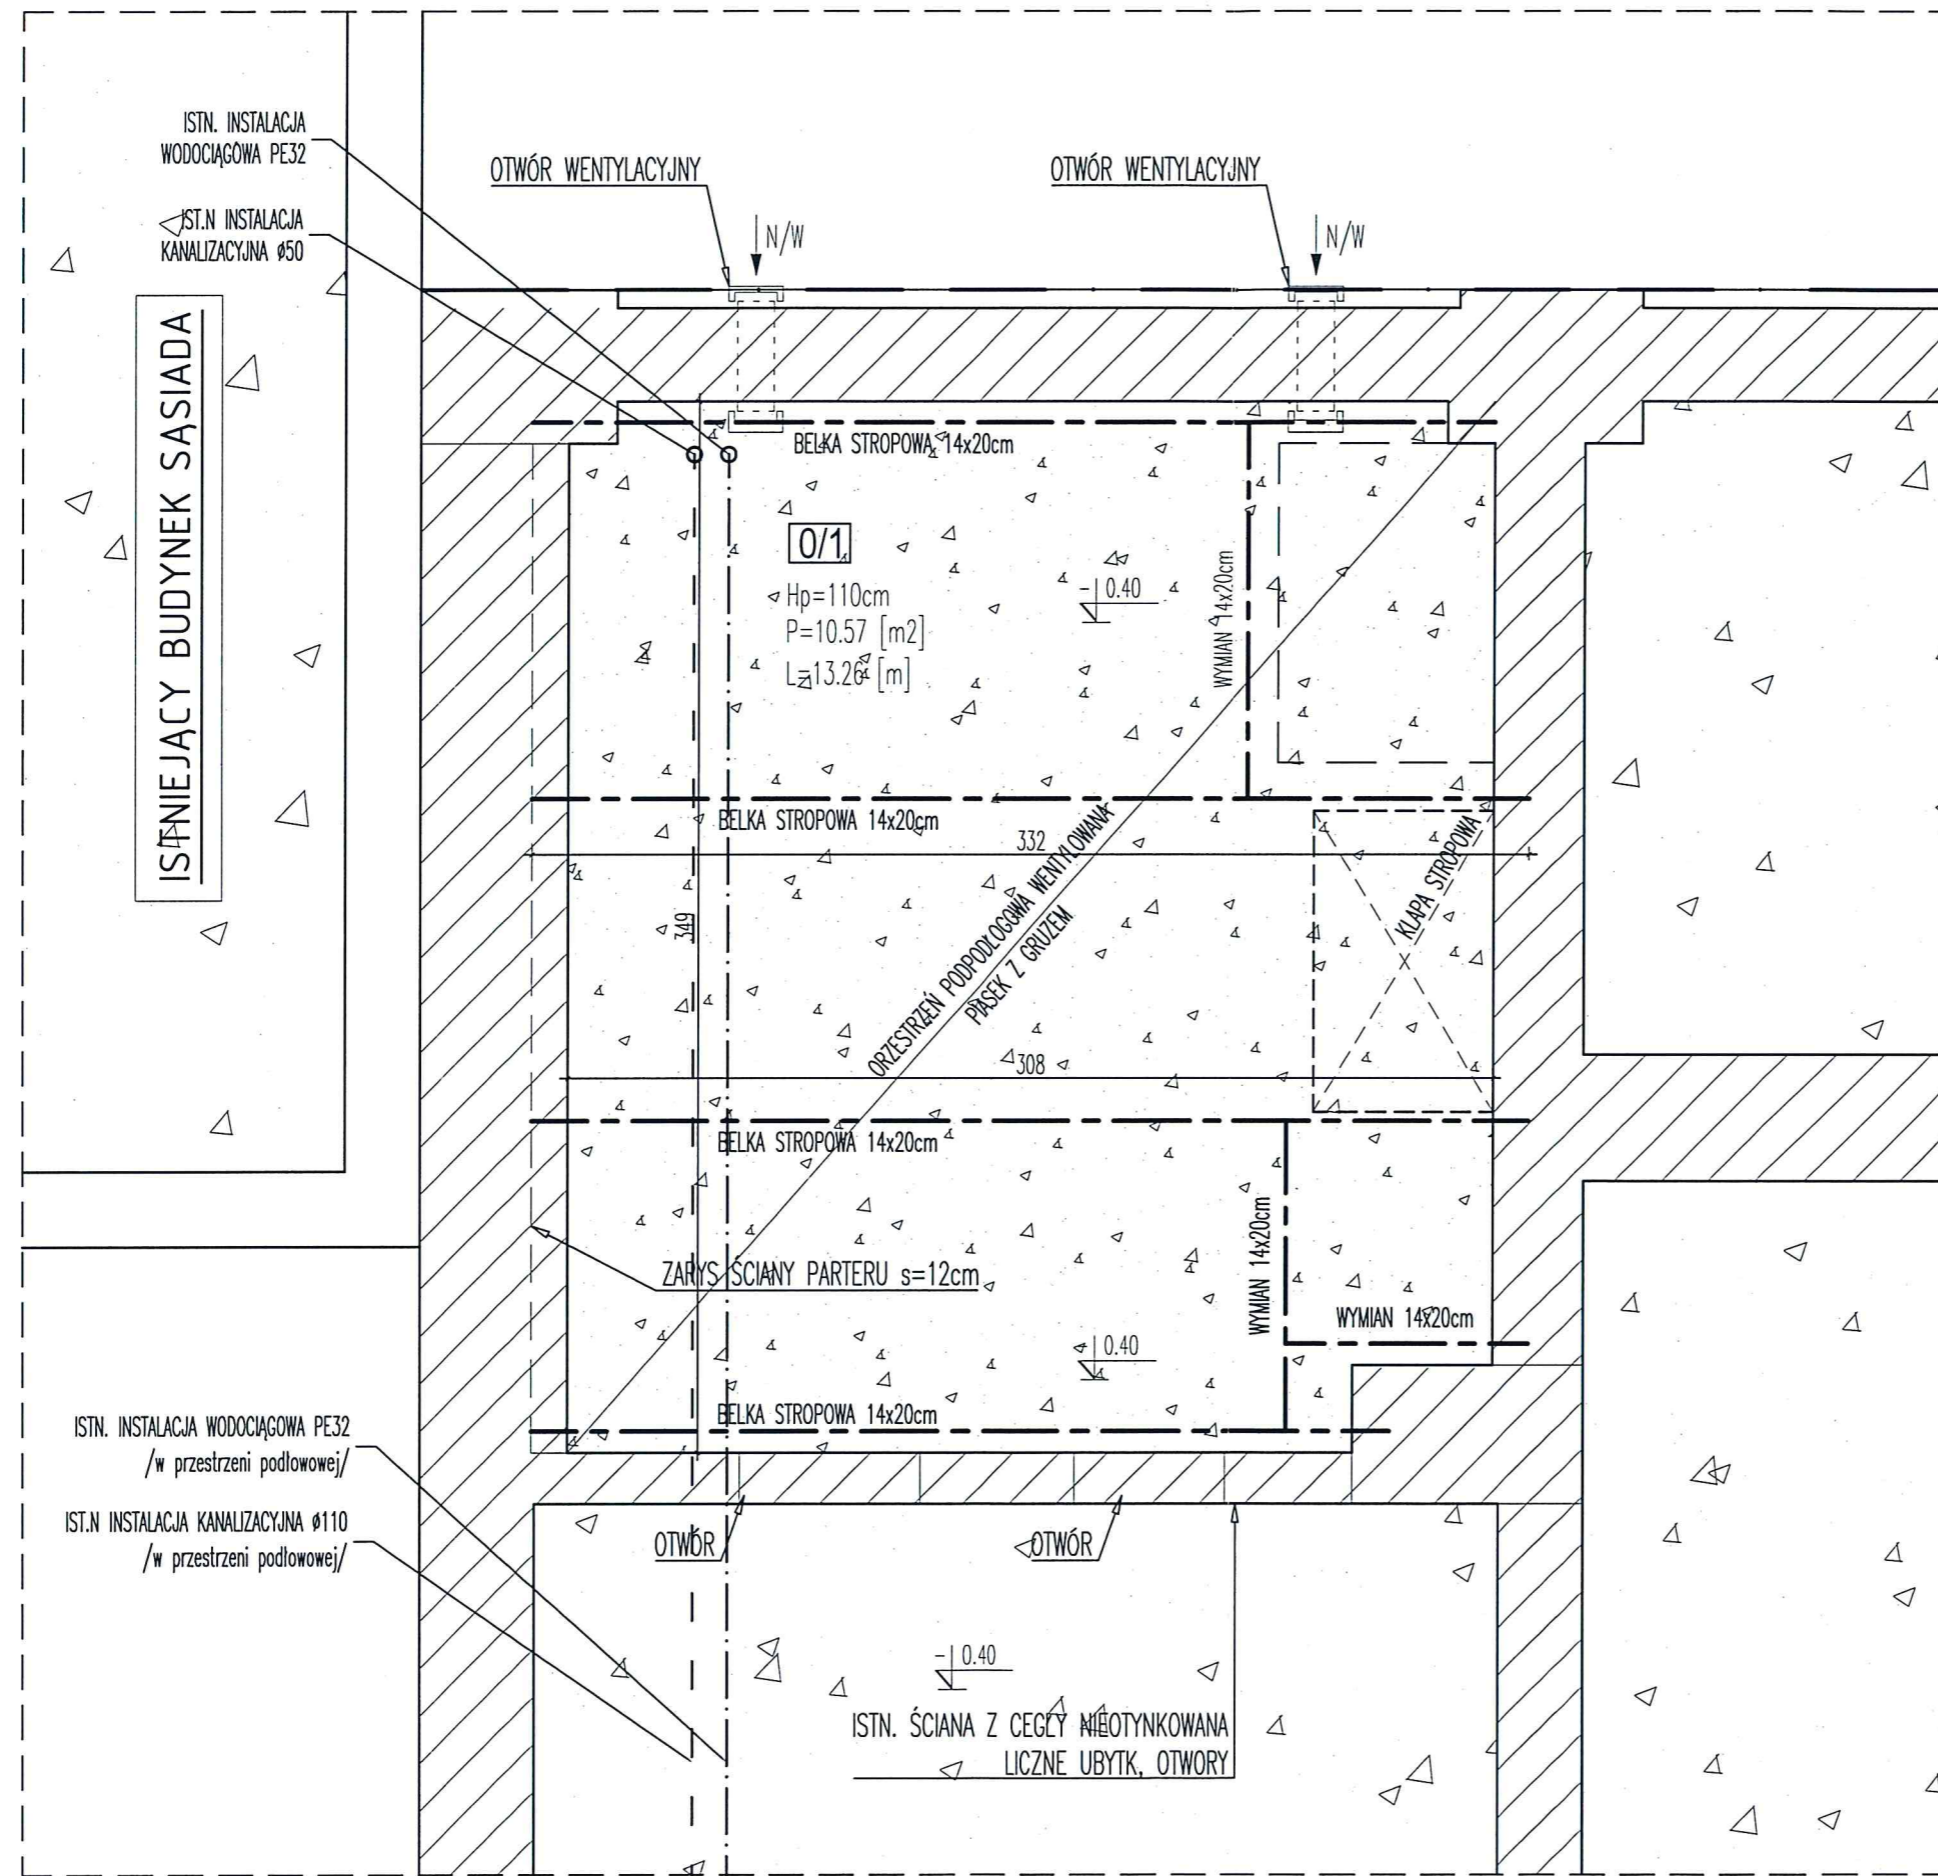 ISTN. INSTALACJA
WODOCIĄGOWA PE32
IST.N INSTALACJA
KANALIZACYJNA ø50
OTWÓR WENTYLACYJNY
OTWÓR WENTYLACYJNY
N/W
N/W
ISTNIEJĄCY BUDYNEK SĄSIADA
BELKA STROPOWA 14x20cm
0/1
Hp=110cm
P=10.57 [m2]
L=13.26 [m]
- 0.40
WYMIAN 14x20cm
BELKA STROPOWA 14x20cm
332
349
ORZESTRZEŃ PODPODŁOGOWA WENTYLOWANA
PIASEK Z GRUZEM
KLAPA STROPOWA
308
BELKA STROPOWA 14x20cm
ZARYS ŚCIANY PARTERU s=12cm
WYMIAN 14x20cm
WYMIAN 14x20cm
- 0.40
BELKA STROPOWA 14x20cm
ISTN. INSTALACJA WODOCIĄGOWA PE32
/w przestrzeni podłowowej/
IST.N INSTALACJA KANALIZACYJNA ø110
/w przestrzeni podłowowej/
OTWÓR
OTWÓR
- 0.40
ISTN. ŚCIANA Z CEGŁY NIEOTYNKOWANA
LICZNE UBYTK, OTWORY